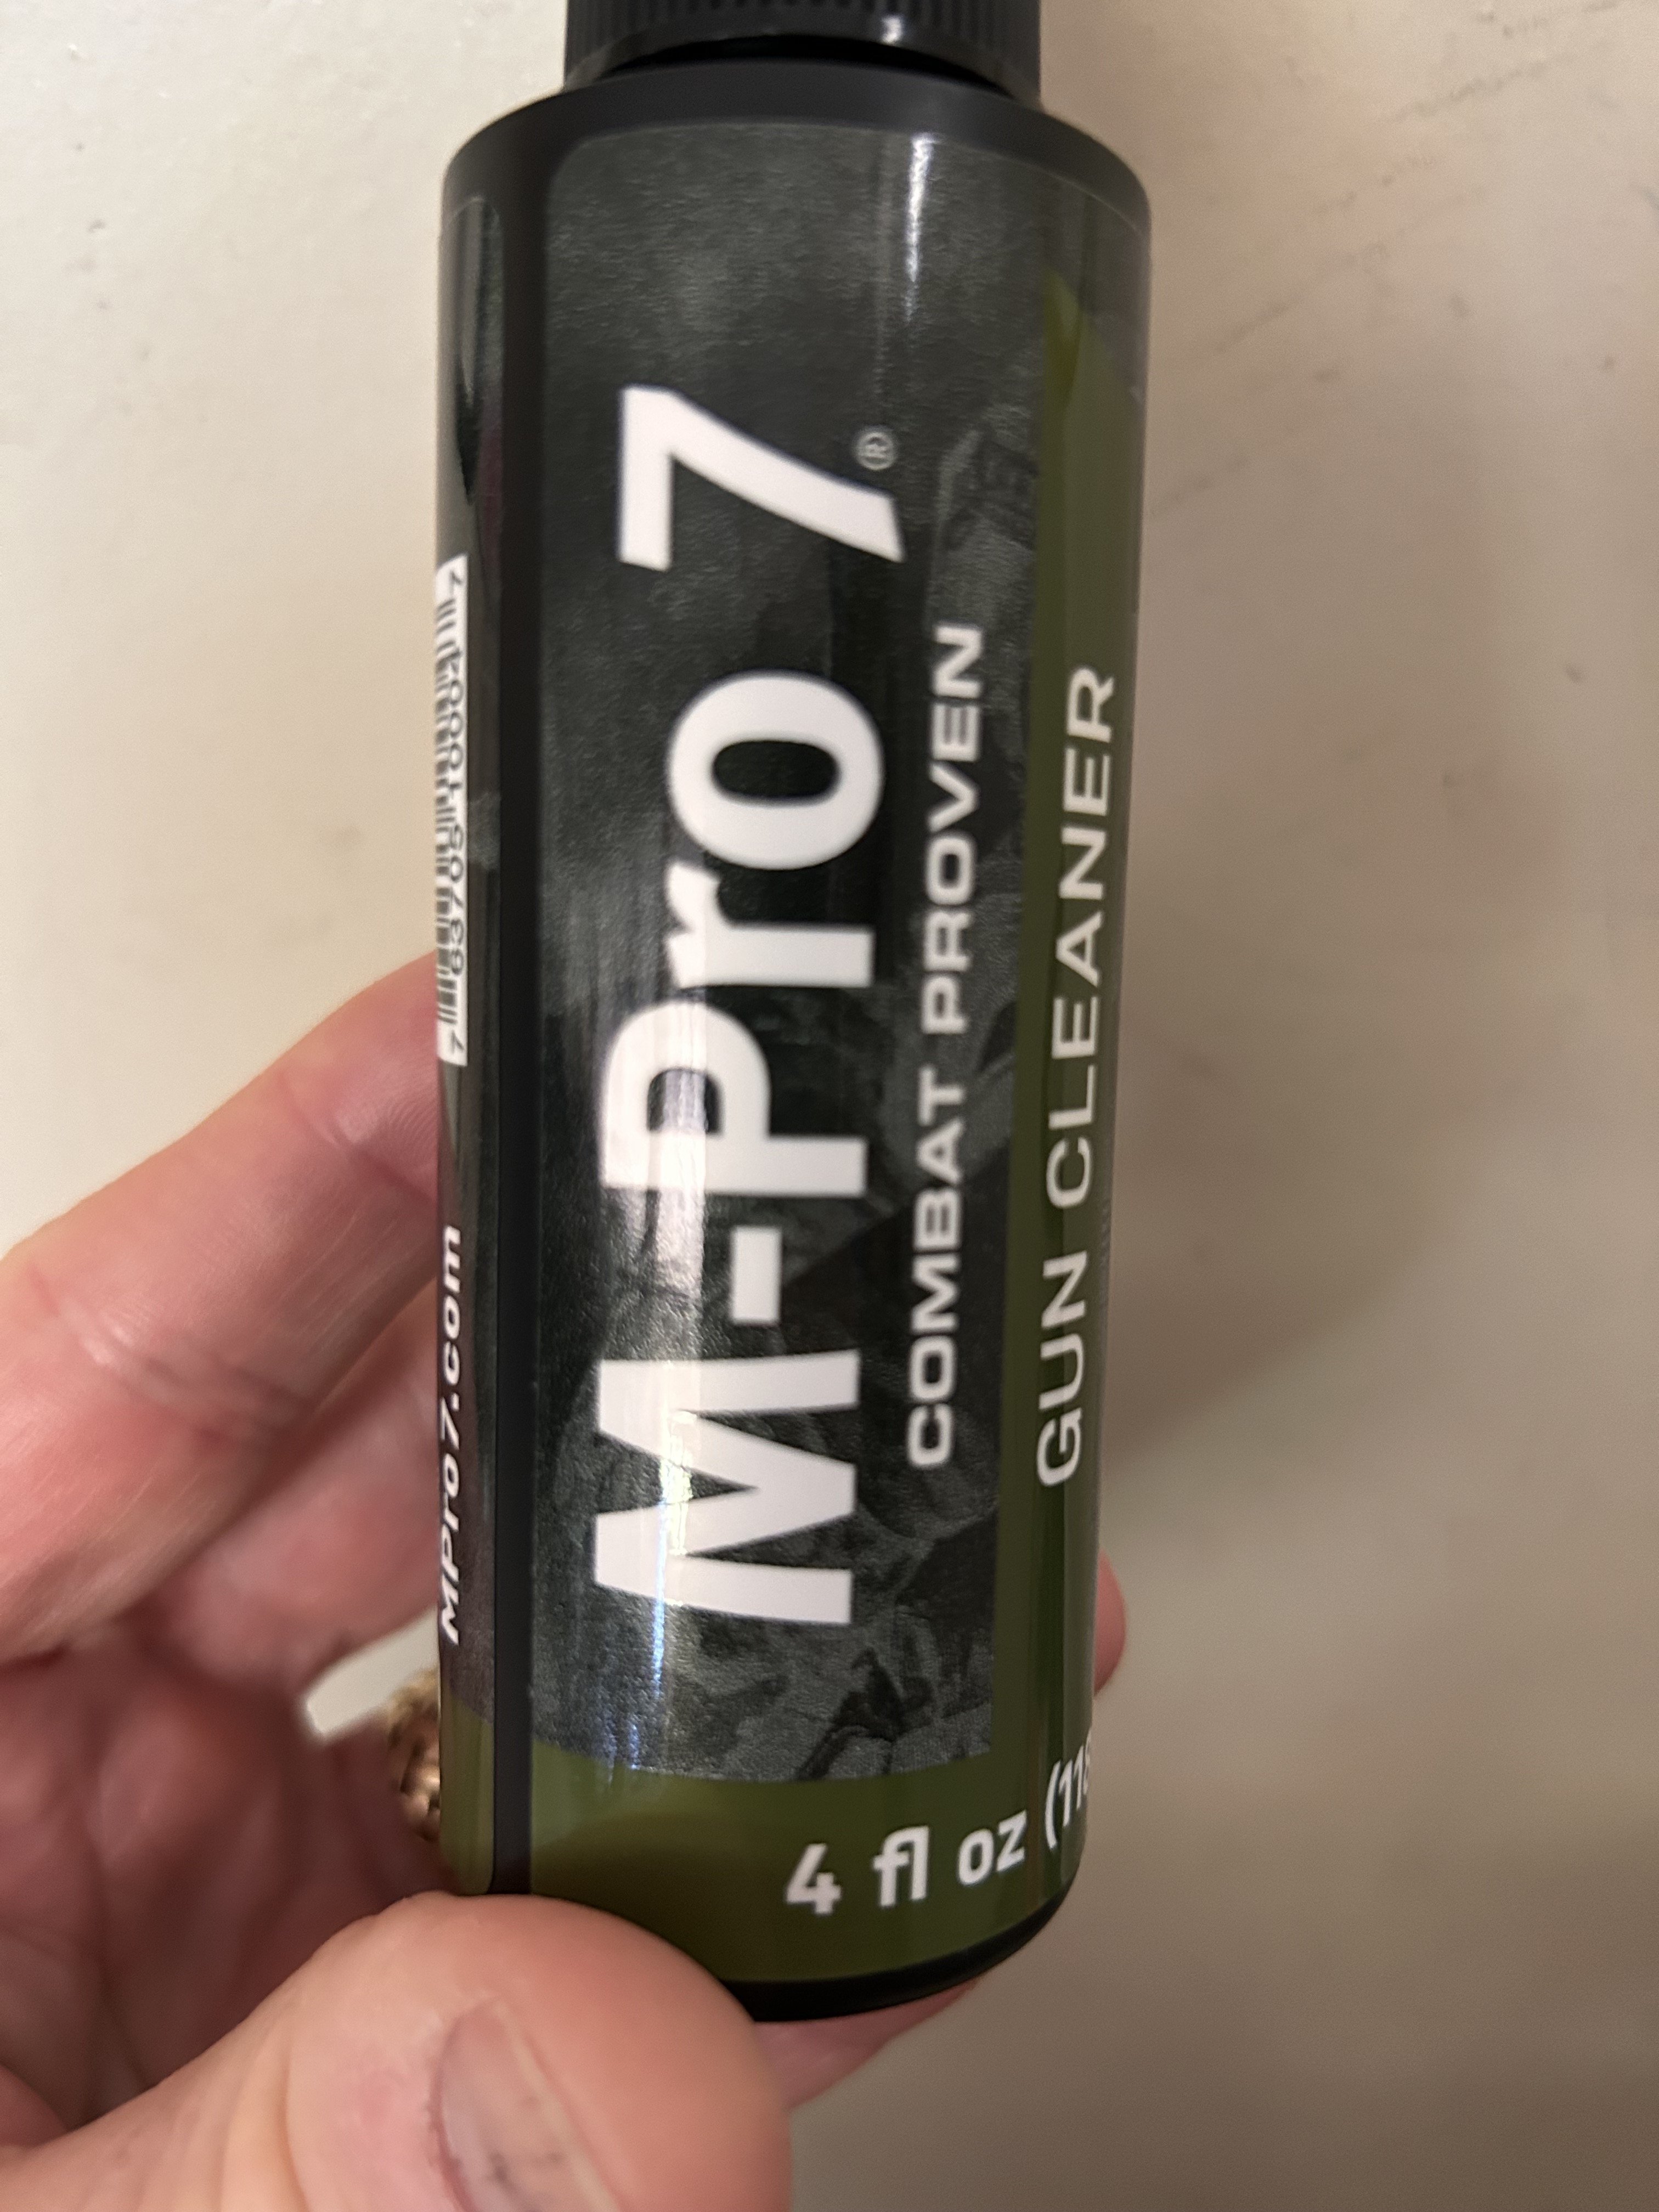 M-Pro 7®
COMBAT PROVEN
GUN CLEANER
4 fl oz
MPro7.com